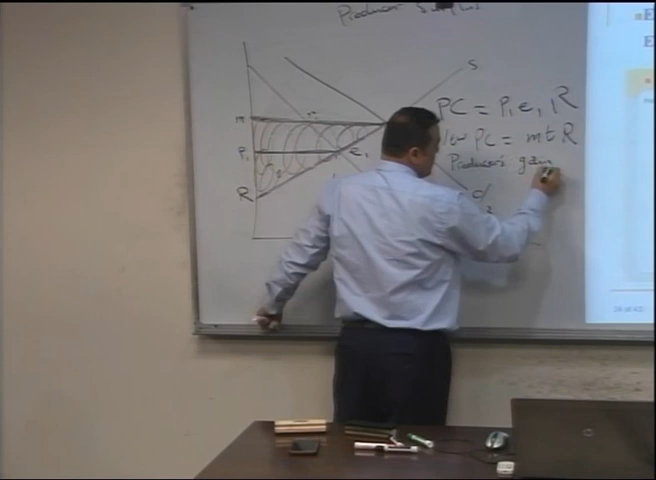 Producer Surplus
S
PC = P₁ e₁ R
m
new PC = m t R
P₁
e₁
Producer's gain
R
d